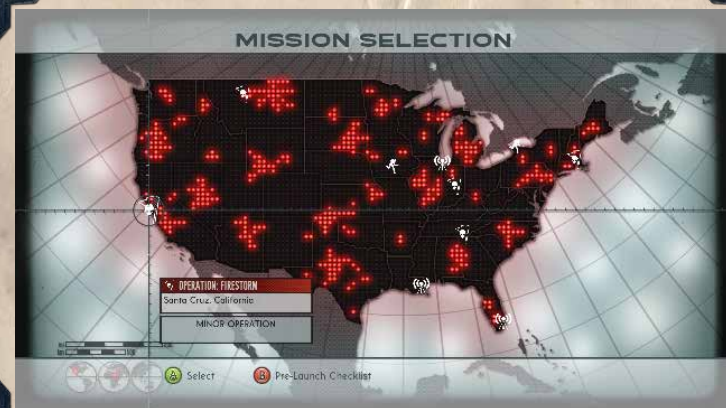 MISSION SELECTION
OPERATION: FIRESTORM
Santa Cruz, California
MINOR OPERATION
A Select
B Pre-Launch Checklist